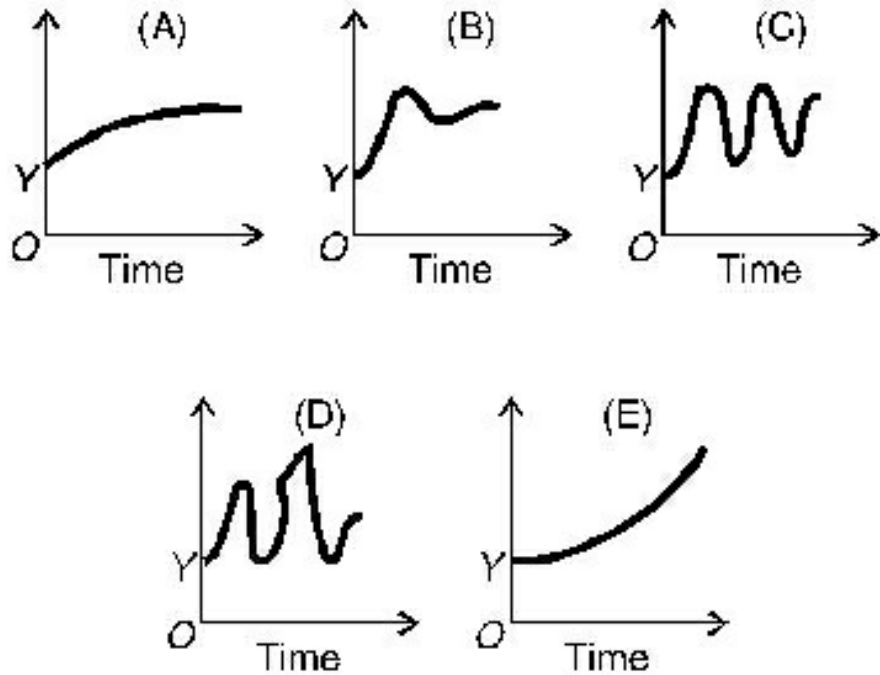 (A) (B) (C)
Y Y Y
O O O
Time Time Time
(D) (E)
Y Y
O O
Time Time